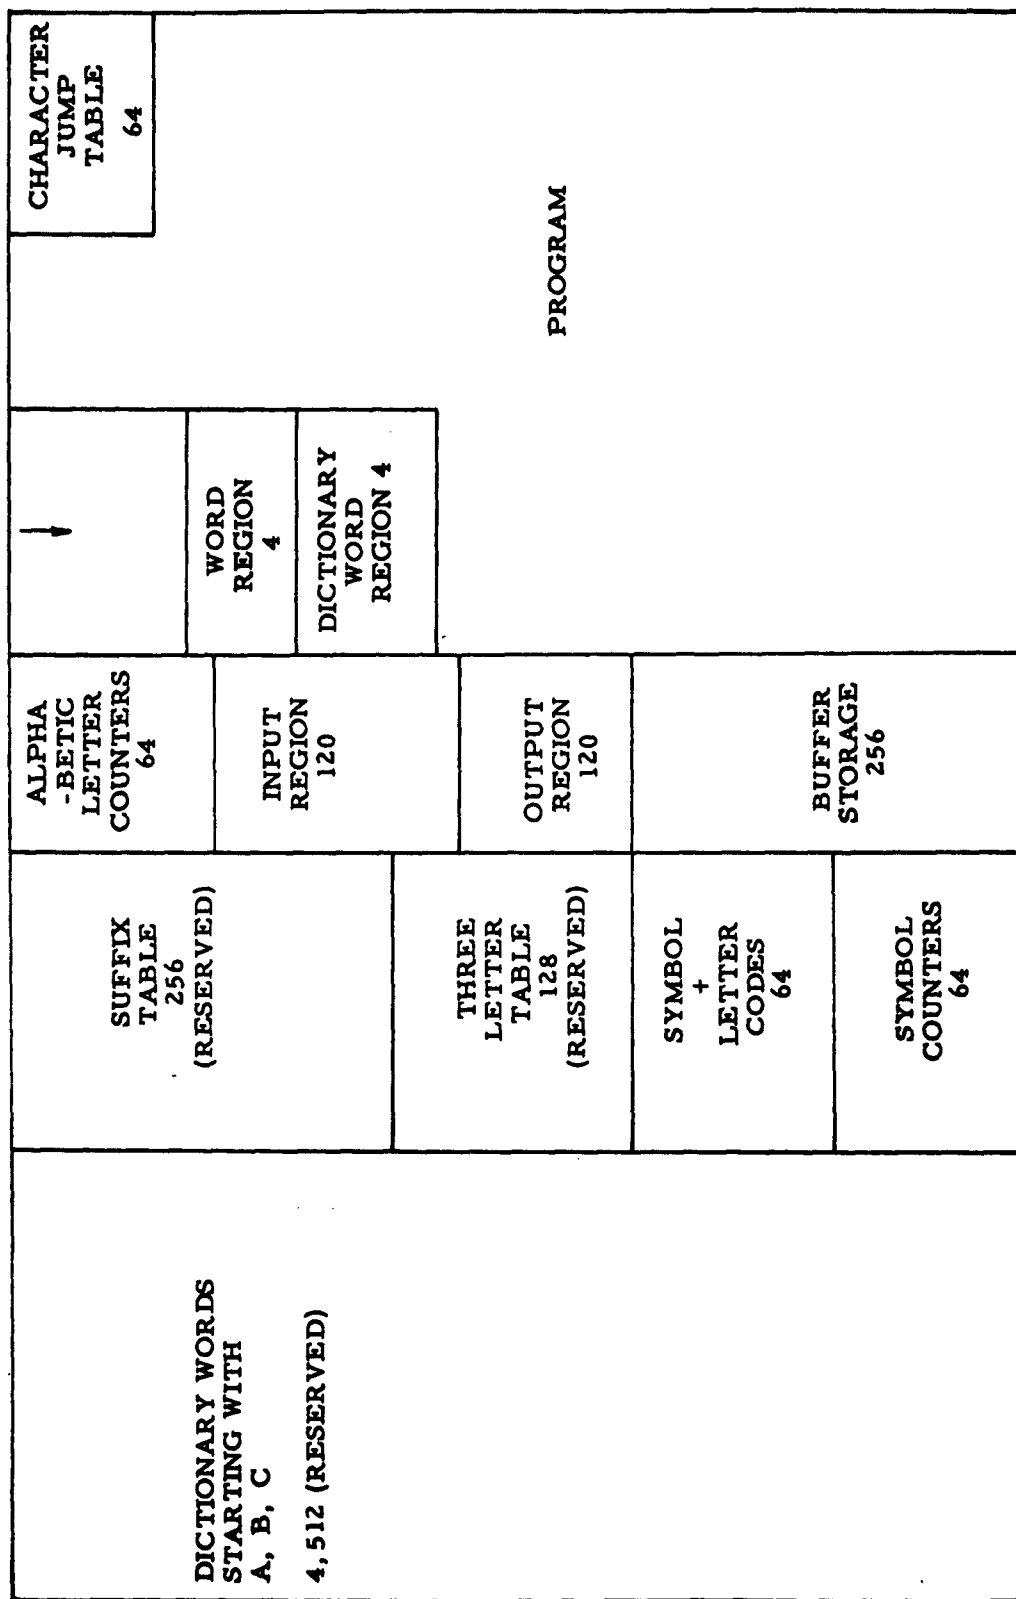 DICTIONARY WORDS
STARTING WITH
A, B, C
4, 512 (RESERVED)
SUFFIX
TABLE
256
(RESERVED)
THREE
LETTER
TABLE
128
(RESERVED)
SYMBOL
+
LETTER
CODES
64
SYMBOL
COUNTERS
64
ALPHA
-BETIC
LETTER
COUNTERS
64
INPUT
REGION
120
OUTPUT
REGION
120
BUFFER
STORAGE
256
WORD
REGION
4
DICTIONARY
WORD
REGION 4
PROGRAM
CHARACTER
JUMP
TABLE
64